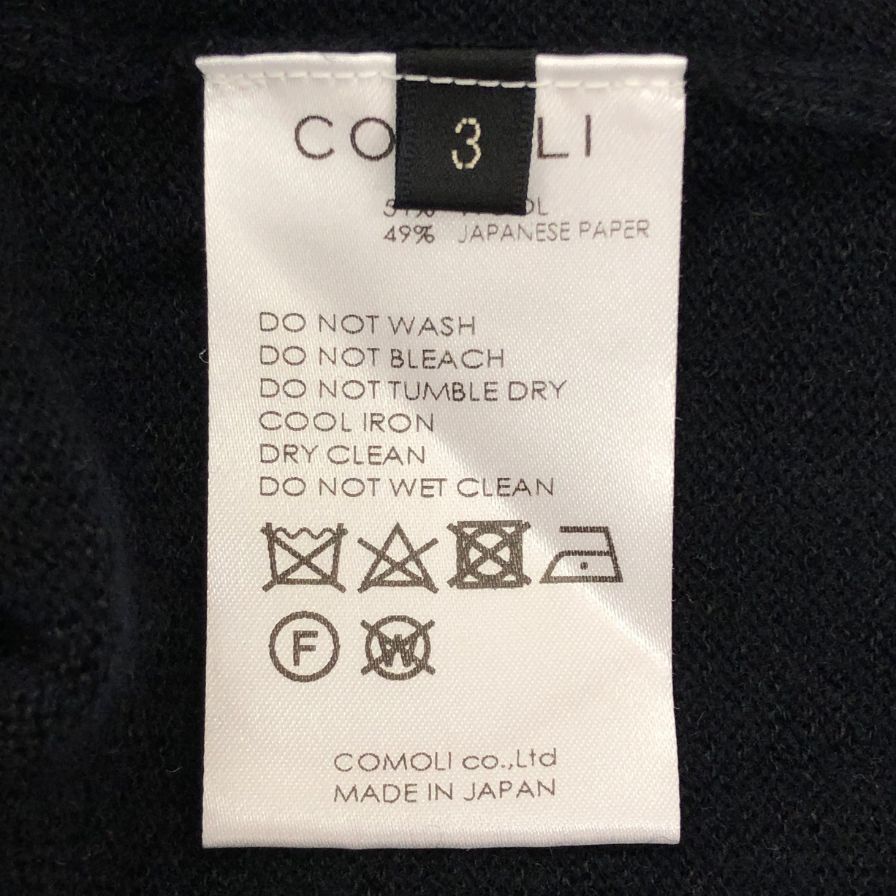 CO LI
3
51%
49% JAPANESE PAPER
DO NOT WASH
DO NOT BLEACH
DO NOT TUMBLE DRY
COOL IRON
DRY CLEAN
DO NOT WET CLEAN
F W
COMOLI co.,Ltd
MADE IN JAPAN